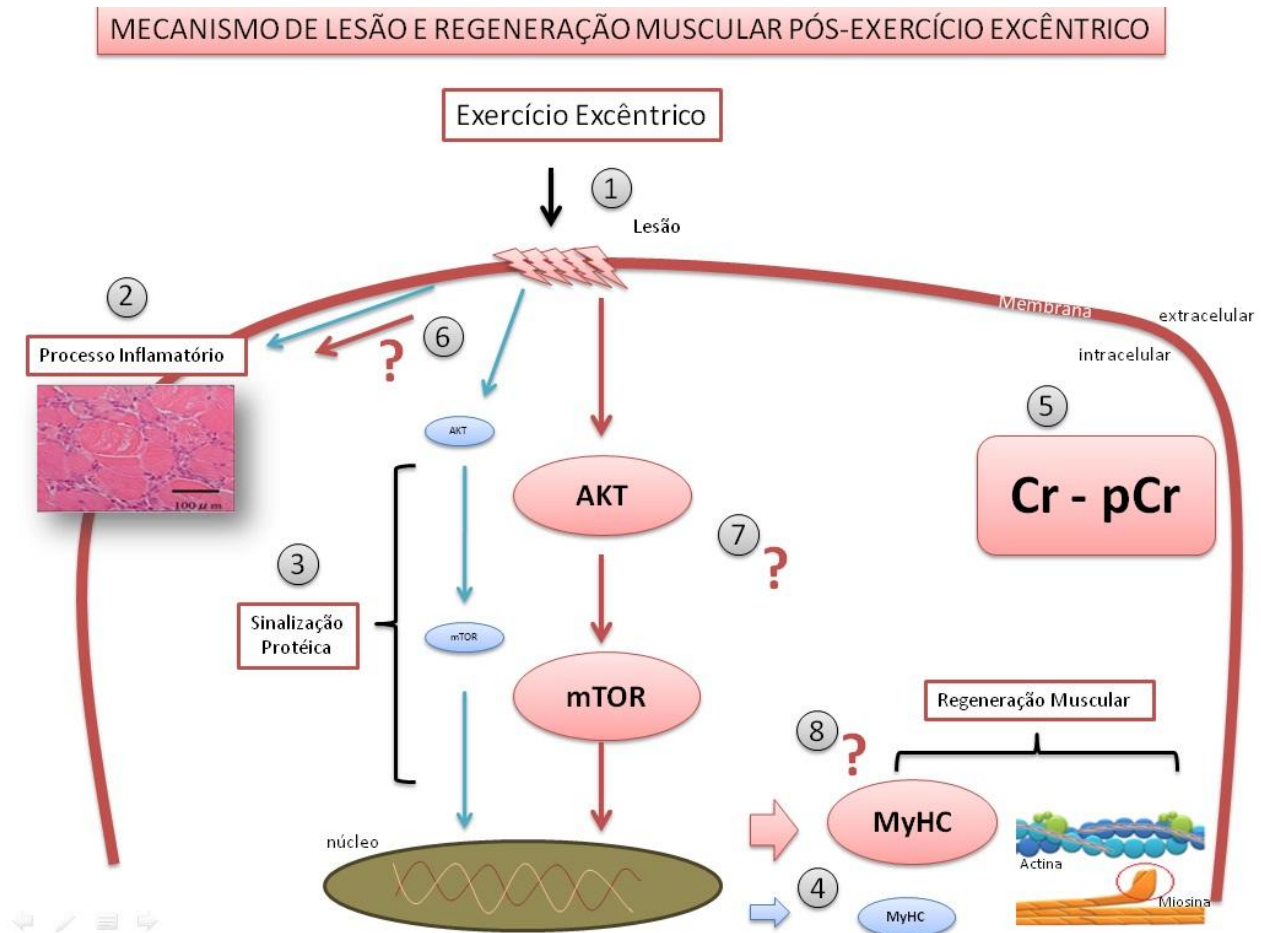 MECANISMO DE LESÃO E REGENERAÇÃO MUSCULAR PÓS-EXERCÍCIO EXCÊNTRICO
Exercício Excêntrico
1
Lesão
2
Membrana
extracelular
Processo Inflamatório
6
?
intracelular
100 μm
AKT
5
Cr - pCr
AKT
7
?
3
Sinalização
Protéica
mTOR
mTOR
Regeneração Muscular
8
?
MyHC
núcleo
Actina
4
MyHC
Miosina